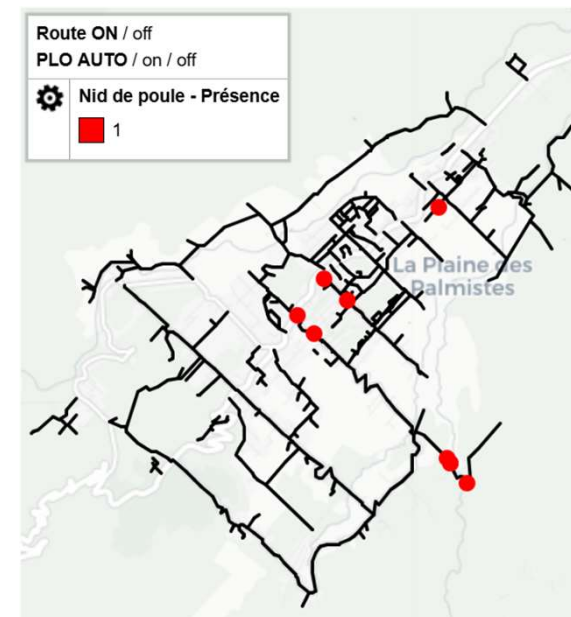 Route ON / off
PLO AUTO / on / off
Nid de poule - Présence
1
La Plaine des
Palmistes